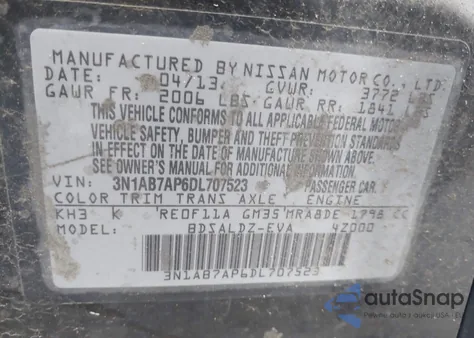 MANUFACTURED BY NISSAN MOTOR CO., LTD.
DATE: 04/13 GVWR: 3772 LBS
GAWR FR: 2006 LBS GAWR RR: 1841 LBS
THIS VEHICLE CONFORMS TO ALL APPLICABLE FEDERAL MOTOR
VEHICLE SAFETY, BUMPER AND THEFT PREVENTION STANDARDS
IN EFFECT ON THE DATE OF MANUFACTURE SHOWN ABOVE.
SEE OWNER'S MANUAL FOR ADDITIONAL INFORMATION.
VIN: 3N1AB7AP6DL707523 PASSENGER CAR
COLOR TRIM TRANS AXLE ENGINE
KH3 K RE0F11A GM35 MRA8DE 1798 CC
MODEL: BDSALDZ-EVA 4Z000
3N1AB7AP6DL707523
autoSnap